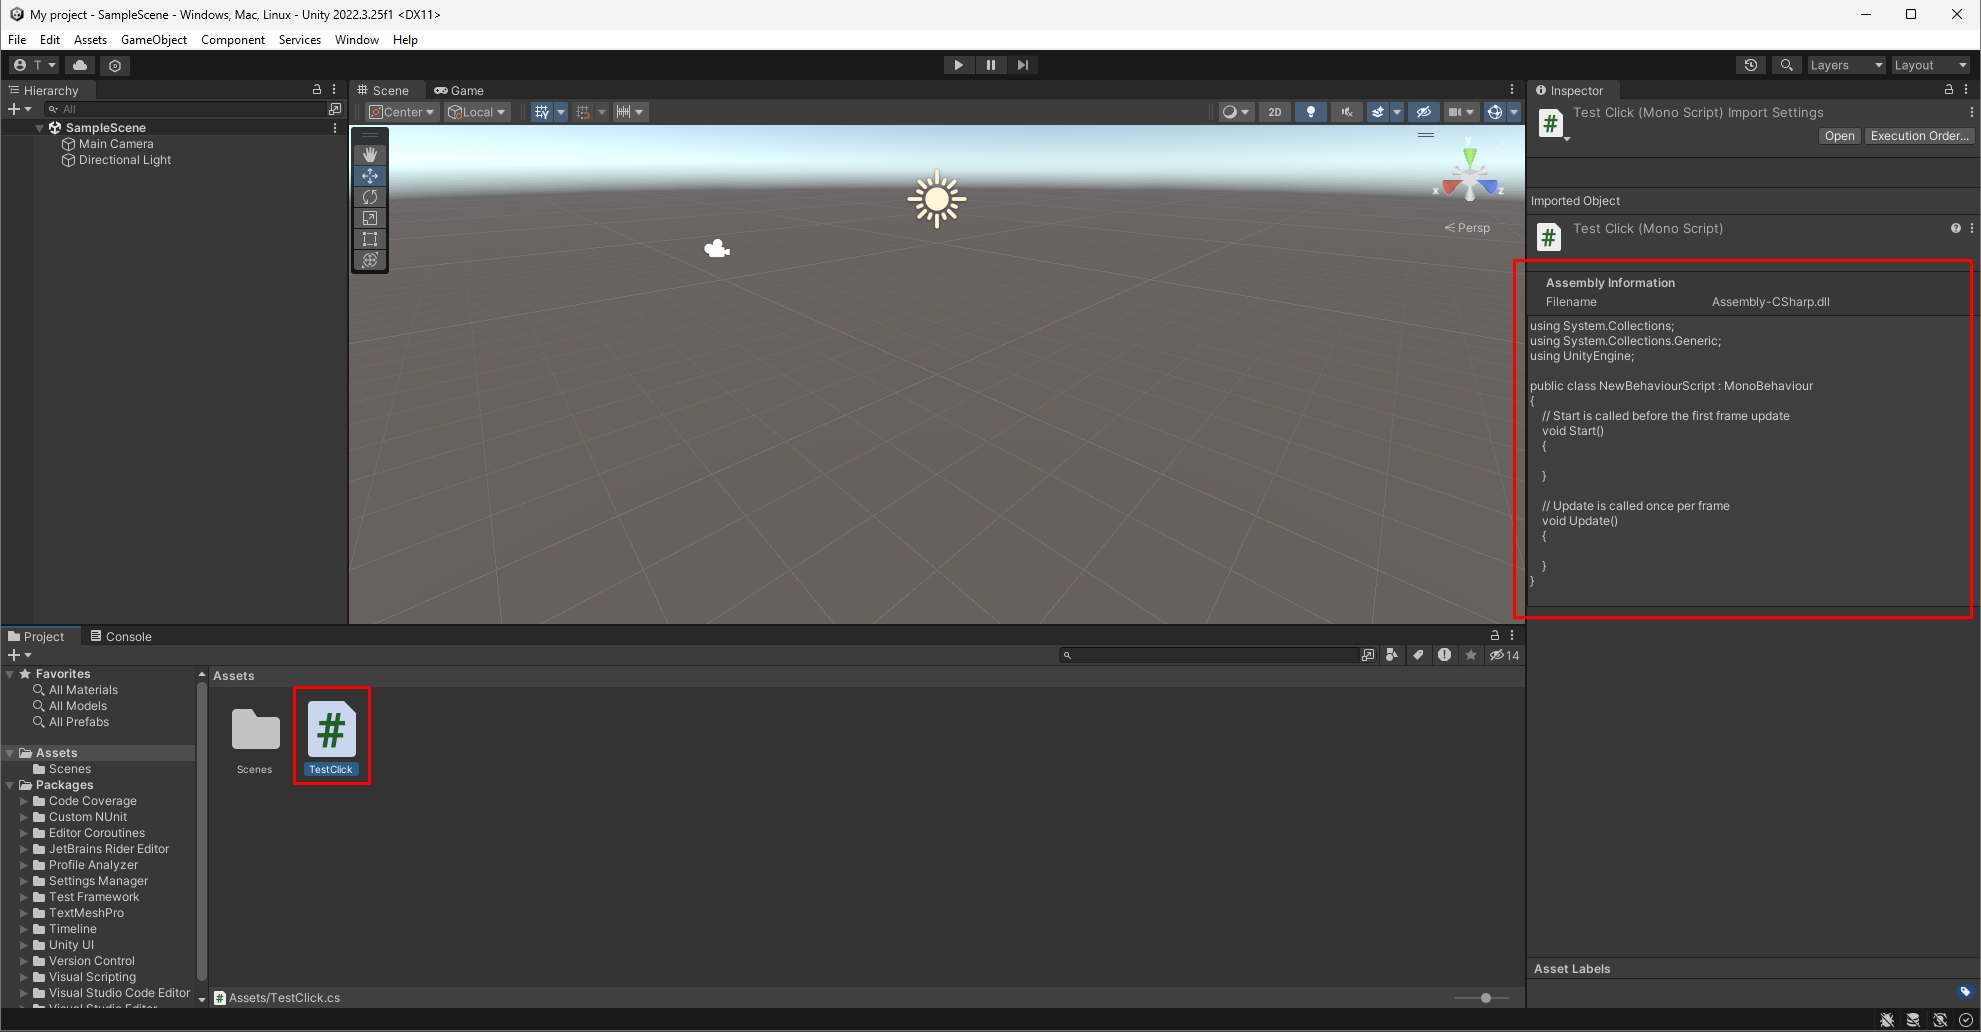 My project - SampleScene - Windows, Mac, Linux - Unity 2022.3.25f1 <DX11>
File Edit Assets GameObject Component Services Window Help
T
Layers
Layout
Hierarchy
All
SampleScene
Main Camera
Directional Light
Scene Game
Center Local
2D
y
x
z
Persp
Inspector
Test Click (Mono Script) Import Settings
#
Open Execution Order...
Imported Object
Test Click (Mono Script)
#
Assembly Information
Filename Assembly-CSharp.dll
using System.Collections;
using System.Collections.Generic;
using UnityEngine;
public class NewBehaviourScript : MonoBehaviour
{
// Start is called before the first frame update
void Start()
{
}
// Update is called once per frame
void Update()
{
}
}
Asset Labels
Project Console
14
Favorites
All Materials
All Models
All Prefabs
Assets
Scenes
Packages
Code Coverage
Custom NUnit
Editor Coroutines
JetBrains Rider Editor
Profile Analyzer
Settings Manager
Test Framework
TextMeshPro
Timeline
Unity UI
Version Control
Visual Scripting
Visual Studio Code Editor
Visual Studio Editor
Assets
Scenes
#
TestClick
Assets/TestClick.cs